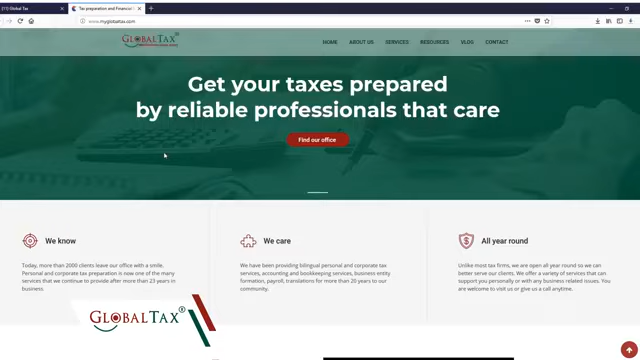 (1) Global Tax
Tax preparation and Financial
www.myglobaltax.com
GLOBALTAX®
HOME ABOUT US SERVICES RESOURCES VLOG CONTACT
Get your taxes prepared
by reliable professionals that care
Find our office
We know
Today, more than 2000 clients leave our office with a smile.
Personal and corporate tax preparation is now one of the many
services that we continue to provide after more than 23 years in
business.
We care
We have been providing bilingual personal and corporate tax
services, accounting and bookkeeping services, business entity
formation, payroll, translations for more than 20 years to our
community.
All year round
Unlike most tax firms, we are open all year round so we can
better serve our clients. We offer a variety of services that can
support you personally or with any business related issues. You
are welcome to visit us or give us a call anytime.
GLOBALTAX®